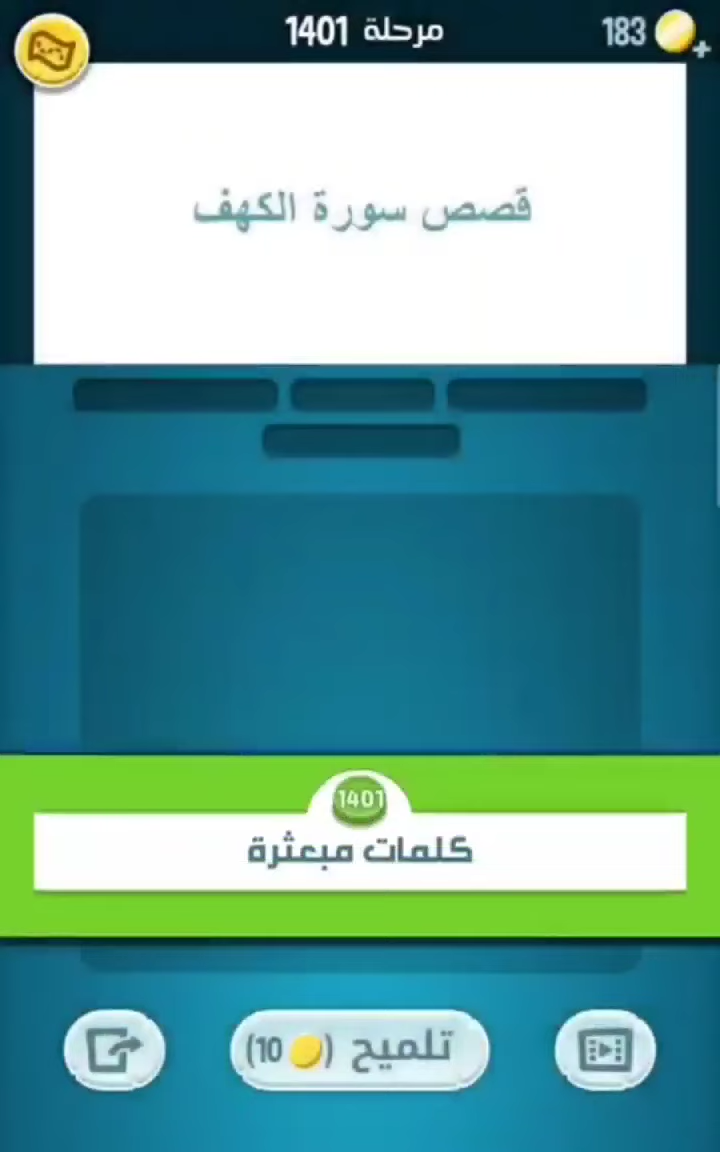 مرحلة 1401
183
قصص سورة الكهف
1401
كلمات مبعثرة
تلميح (10)